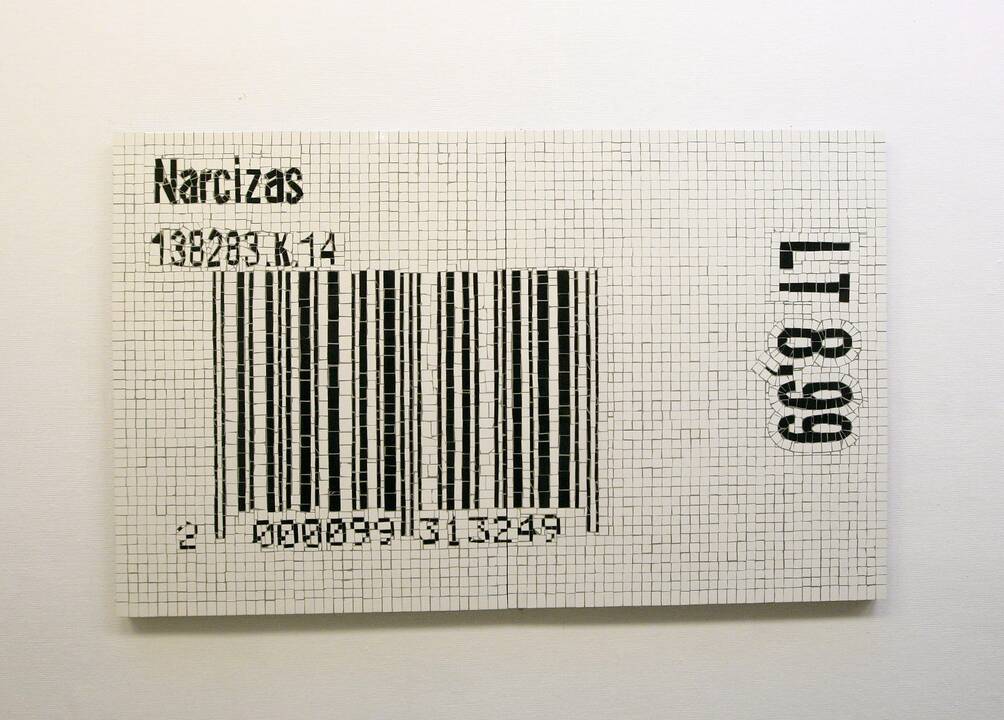 Narcizas
138283.K.14
2 000099 313249
LT 8,99